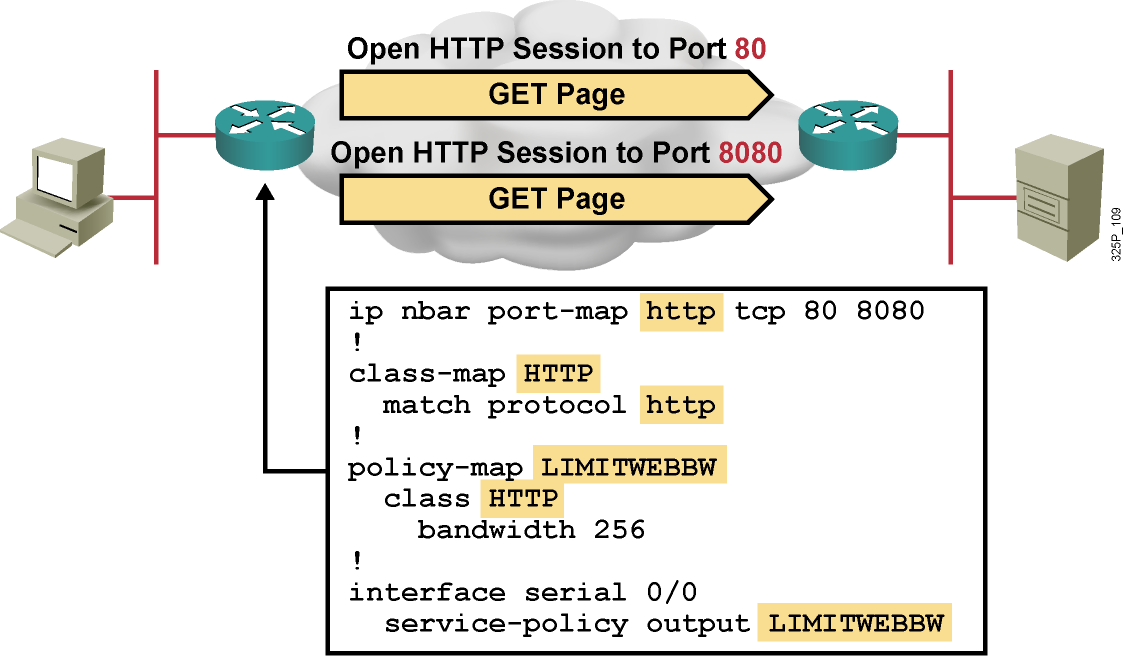 Open HTTP Session to Port 80
GET Page
Open HTTP Session to Port 8080
GET Page
325P_109
ip nbar port-map http tcp 80 8080
!
class-map HTTP
match protocol http
!
policy-map LIMITWEBBW
class HTTP
bandwidth 256
!
interface serial 0/0
service-policy output LIMITWEBBW